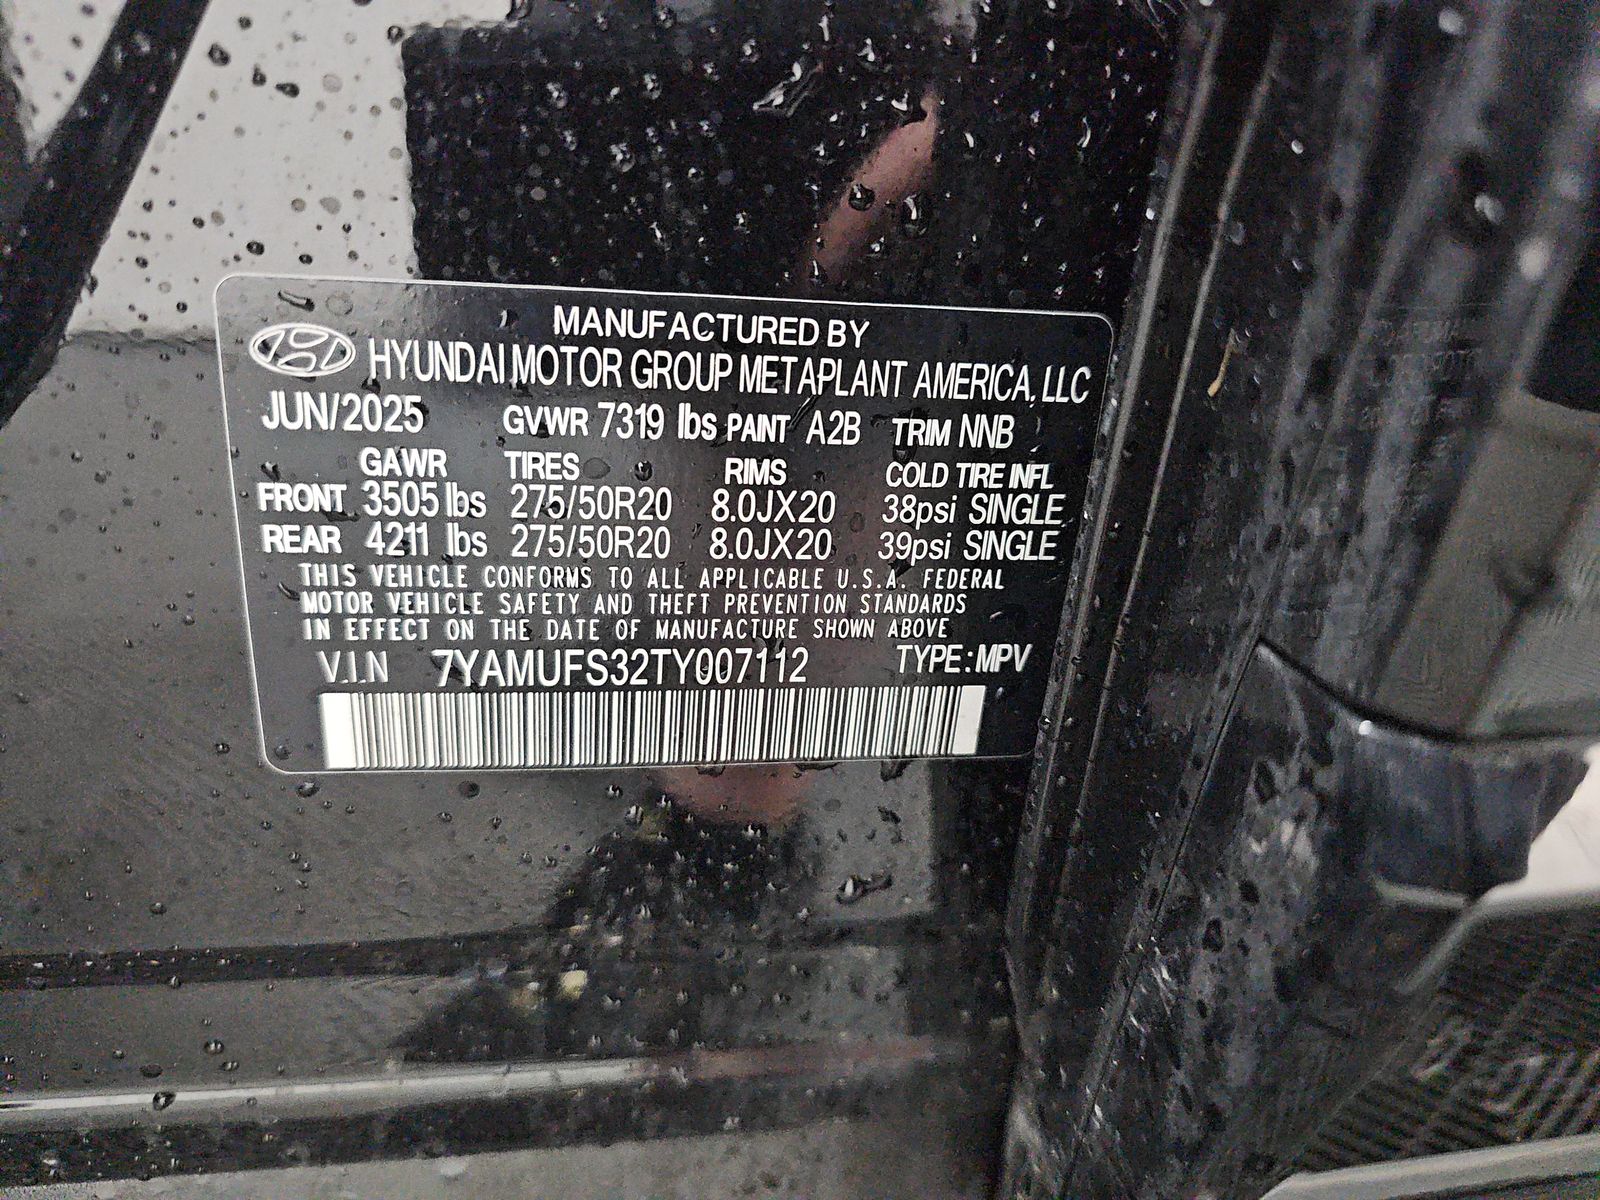 MANUFACTURED BY
HYUNDAI MOTOR GROUP METAPLANT AMERICA, LLC
JUN/2025 GVWR 7319 lbs PAINT A2B TRIM NNB
GAWR TIRES RIMS COLD TIRE INFL
FRONT 3505 lbs 275/50R20 8.0JX20 38psi SINGLE
REAR 4211 lbs 275/50R20 8.0JX20 39psi SINGLE
THIS VEHICLE CONFORMS TO ALL APPLICABLE U.S.A. FEDERAL
MOTOR VEHICLE SAFETY AND THEFT PREVENTION STANDARDS
IN EFFECT ON THE DATE OF MANUFACTURE SHOWN ABOVE
V.I.N 7YAMUFS32TY007112 TYPE: MPV